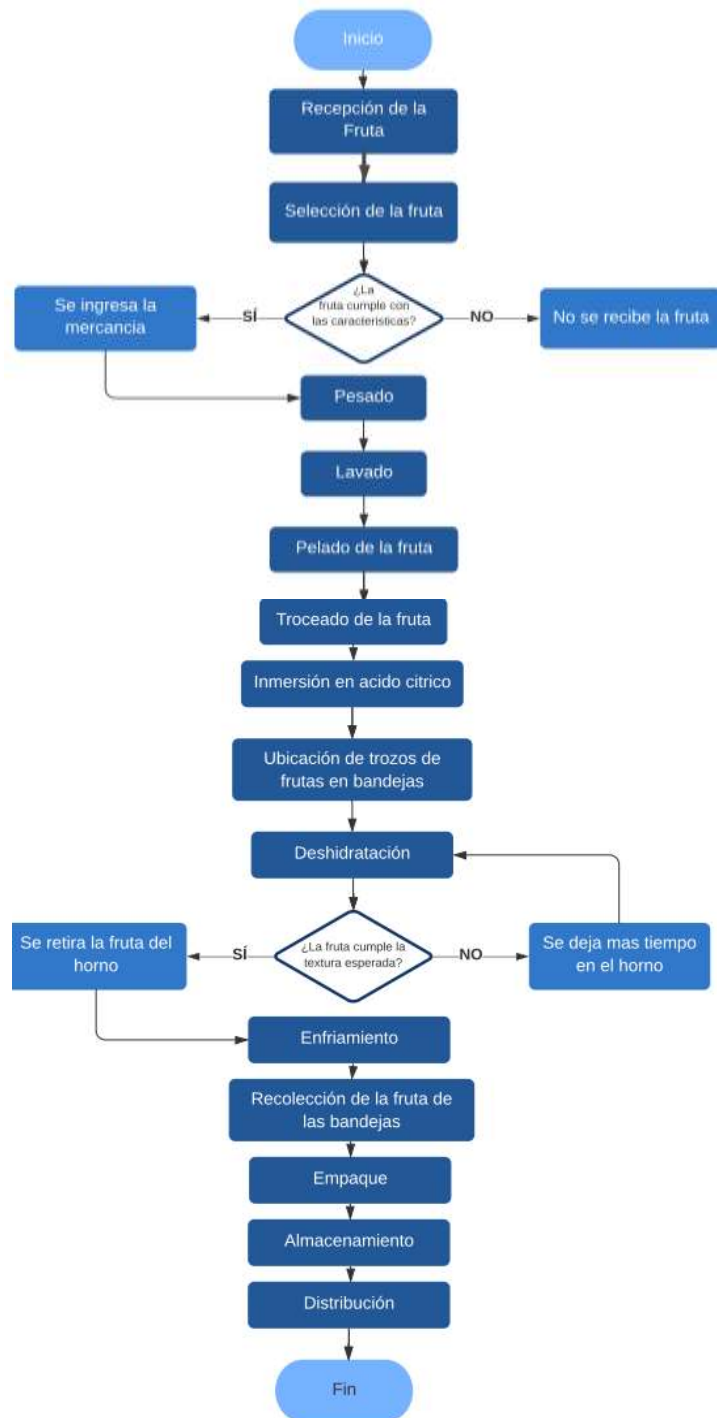 Inicio
Recepción de la
Fruta
Selección de la fruta
¿La
fruta cumple con
las caracteristicas?
SÍ
NO
Se ingresa la
mercancia
No se recibe la fruta
Pesado
Lavado
Pelado de la fruta
Troceado de la fruta
Inmersión en acido citrico
Ubicación de trozos de
frutas en bandejas
Deshidratación
¿La fruta cumple la
textura esperada?
SÍ
NO
Se retira la fruta del
horno
Se deja mas tiempo
en el horno
Enfriamiento
Recolección de la fruta de
las bandejas
Empaque
Almacenamiento
Distribución
Fin